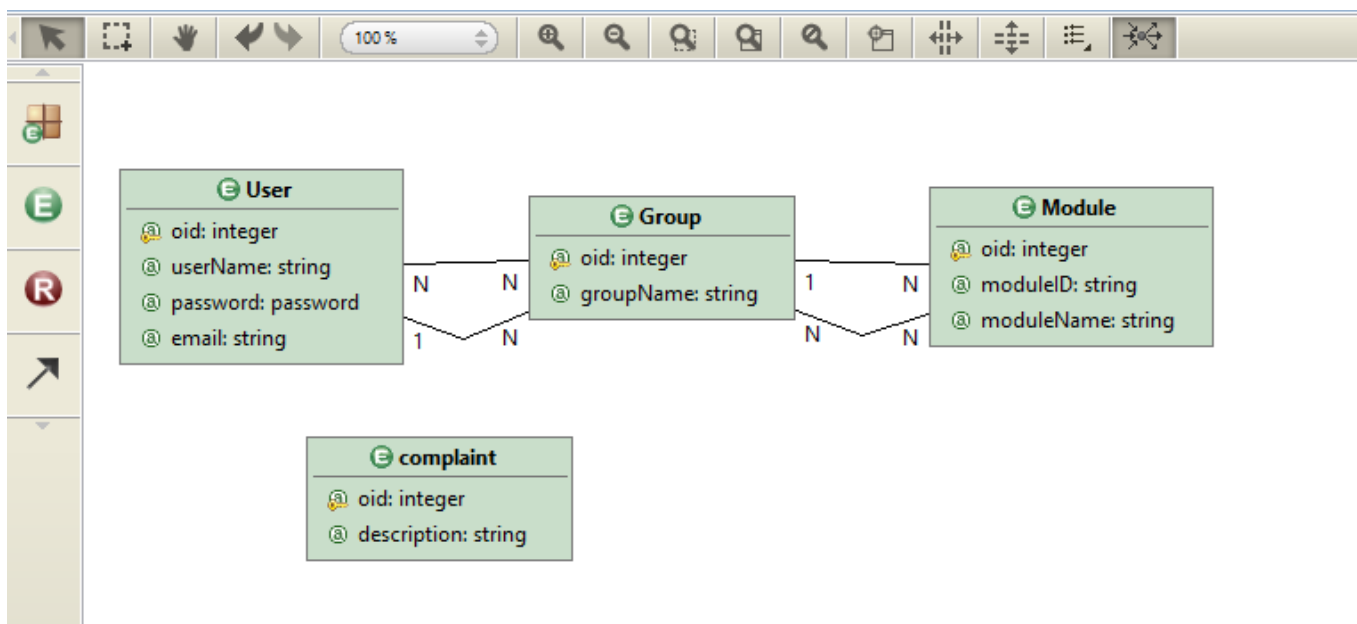 100 %
E
E
R
E User
@ oid: integer
@ userName: string
@ password: password
@ email: string
E Group
@ oid: integer
@ groupName: string
E Module
@ oid: integer
@ moduleID: string
@ moduleName: string
N N
1 N
1 N
N N
E complaint
@ oid: integer
@ description: string